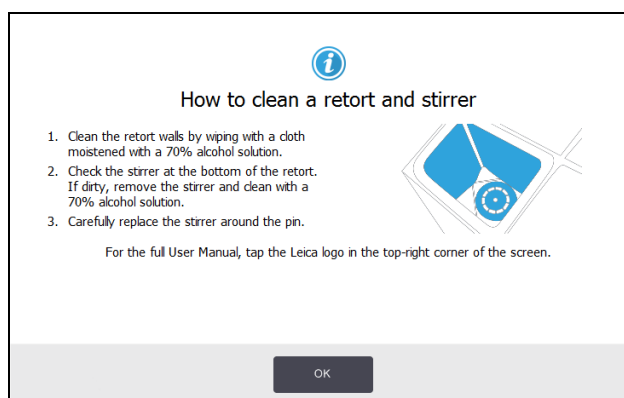 How to clean a retort and stirrer
1. Clean the retort walls by wiping with a cloth
moistened with a 70% alcohol solution.
2. Check the stirrer at the bottom of the retort.
If dirty, remove the stirrer and clean with a
70% alcohol solution.
3. Carefully replace the stirrer around the pin.
For the full User Manual, tap the Leica logo in the top-right corner of the screen.
OK